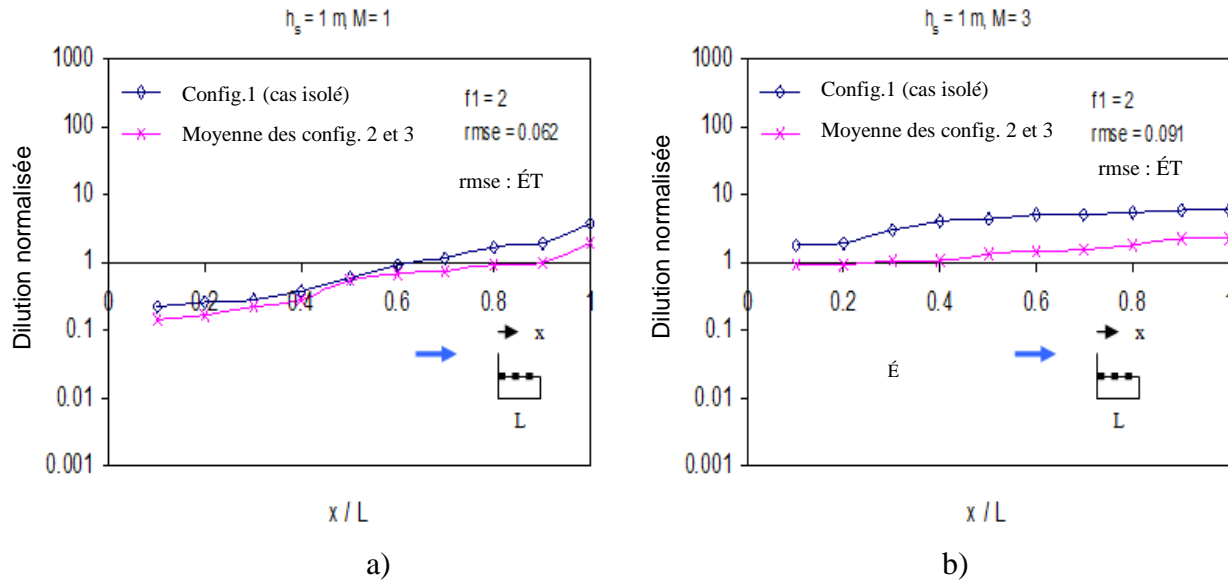 h_s = 1 m, M = 1
Dilution normalisée
1000
100
10
1
0.1
0.01
0.001
Config.1 (cas isolé)
Moyenne des config. 2 et 3
f1 = 2
rmse = 0.062
rmse : ÉT
0 0.2 0.4 0.6 0.8 1
x
L
x / L
a)
h_s = 1 m, M = 3
Dilution normalisée
1000
100
10
1
0.1
0.01
0.001
Config.1 (cas isolé)
Moyenne des config. 2 et 3
f1 = 2
rmse = 0.091
rmse : ÉT
0 0.2 0.4 0.6 0.8 1
x
É
L
x / L
b)